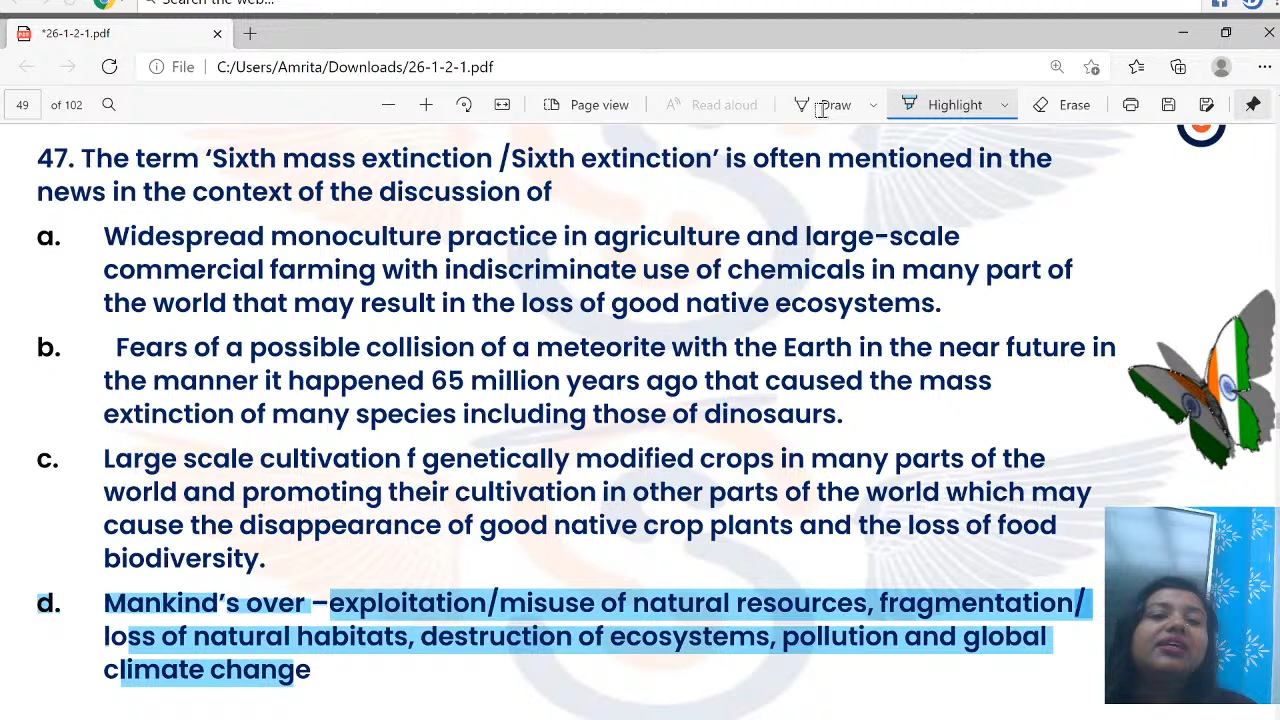 Search the web...
*26-1-2-1.pdf
File C:/Users/Amrita/Downloads/26-1-2-1.pdf
49 of 102 Page view Read aloud Draw Highlight Erase
47. The term ‘Sixth mass extinction /Sixth extinction’ is often mentioned in the
news in the context of the discussion of
a. Widespread monoculture practice in agriculture and large-scale
commercial farming with indiscriminate use of chemicals in many part of
the world that may result in the loss of good native ecosystems.
b. Fears of a possible collision of a meteorite with the Earth in the near future in
the manner it happened 65 million years ago that caused the mass
extinction of many species including those of dinosaurs.
c. Large scale cultivation f genetically modified crops in many parts of the
world and promoting their cultivation in other parts of the world which may
cause the disappearance of good native crop plants and the loss of food
biodiversity.
d. Mankind’s over –exploitation/misuse of natural resources, fragmentation/
loss of natural habitats, destruction of ecosystems, pollution and global
climate change